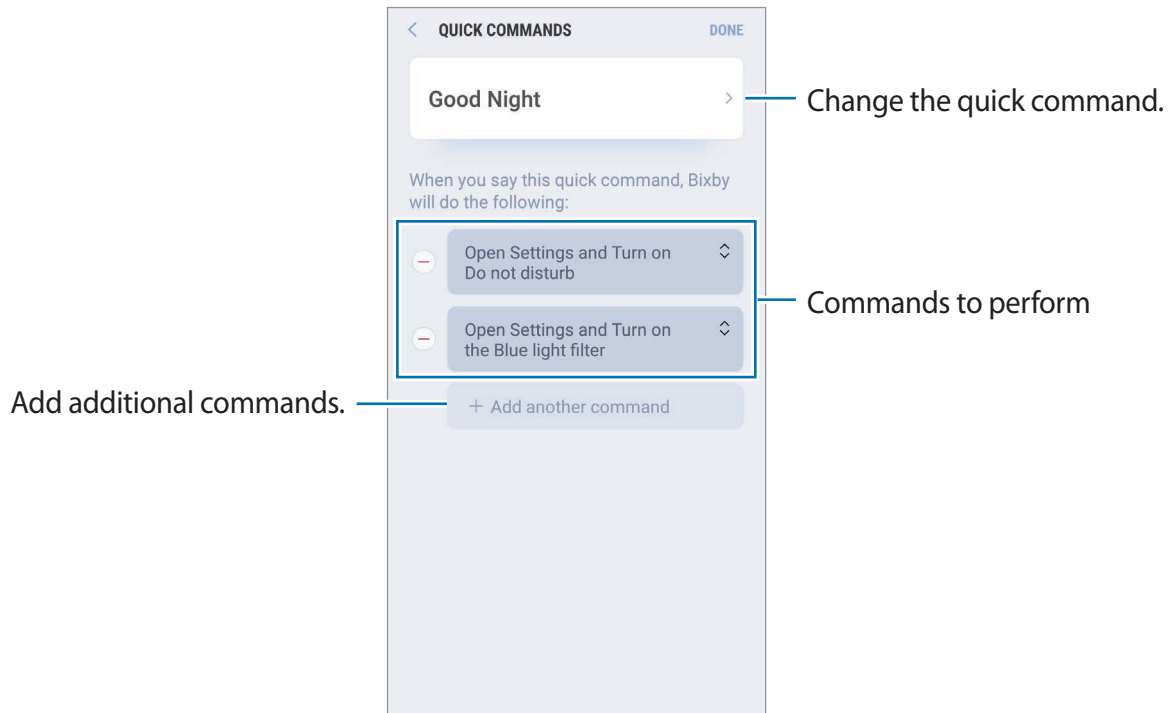 QUICK COMMANDS
DONE
Good Night
Change the quick command.
When you say this quick command, Bixby
will do the following:
Open Settings and Turn on
Do not disturb
Commands to perform
Open Settings and Turn on
the Blue light filter
Add additional commands.
+ Add another command